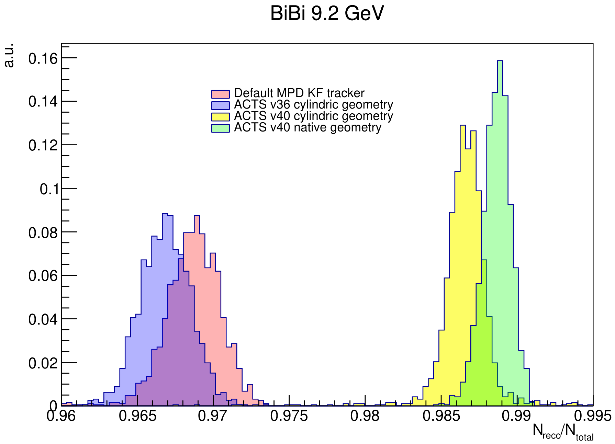 BiBi 9.2 GeV
a.u.
0.16
0.14
0.12
0.1
0.08
0.06
0.04
0.02
0
Default MPD KF tracker
ACTS v36 cylindric geometry
ACTS v40 cylindric geometry
ACTS v40 native geometry
0.96 0.965 0.97 0.975 0.98 0.985 0.99 0.995
N_reco/N_total